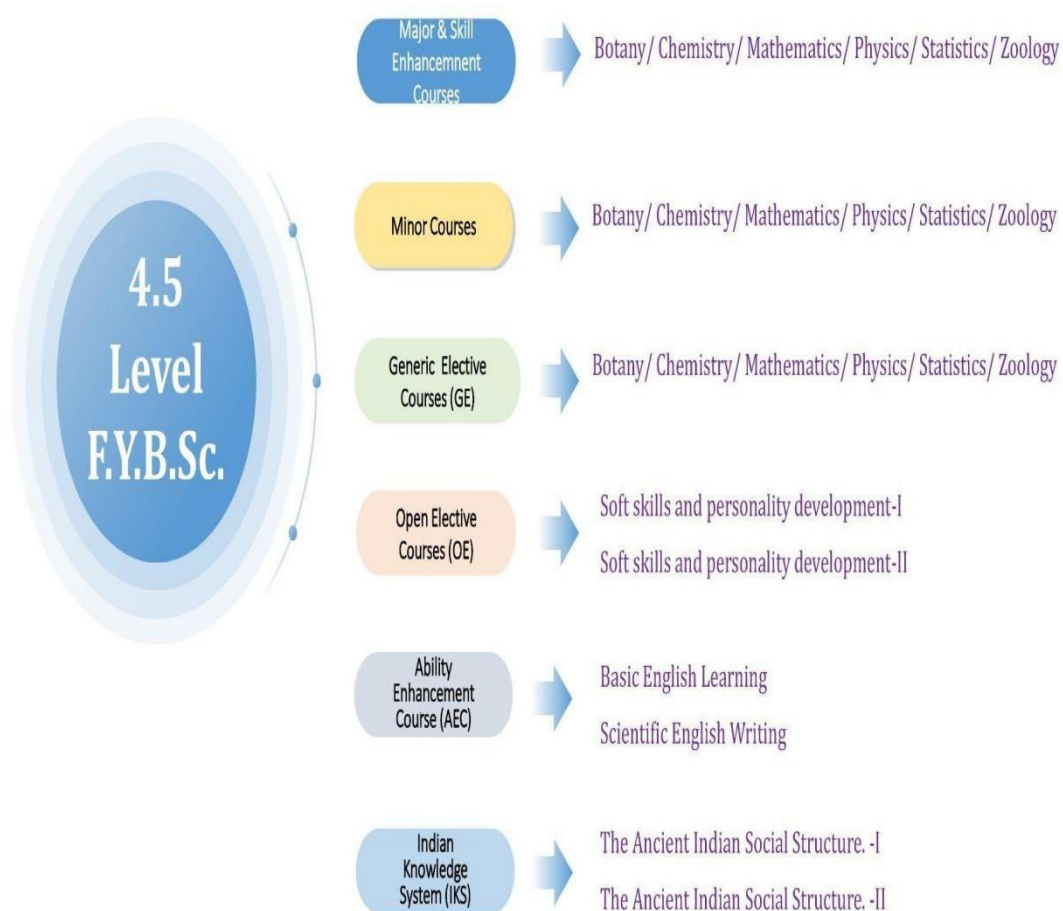 4.5
Level
F.Y.B.Sc.
Major & Skill
Enhancemnent
Courses
Botany/ Chemistry/ Mathematics/ Physics/ Statistics/ Zoology
Minor Courses
Botany/ Chemistry/ Mathematics/ Physics/ Statistics/ Zoology
Generic Elective
Courses (GE)
Botany/ Chemistry/ Mathematics/ Physics/ Statistics/ Zoology
Open Elective
Courses (OE)
Soft skills and personality development-I
Soft skills and personality development-II
Ability
Enhancement
Course (AEC)
Basic English Learning
Scientific English Writing
Indian
Knowledge
System (IKS)
The Ancient Indian Social Structure. -I
The Ancient Indian Social Structure. -II